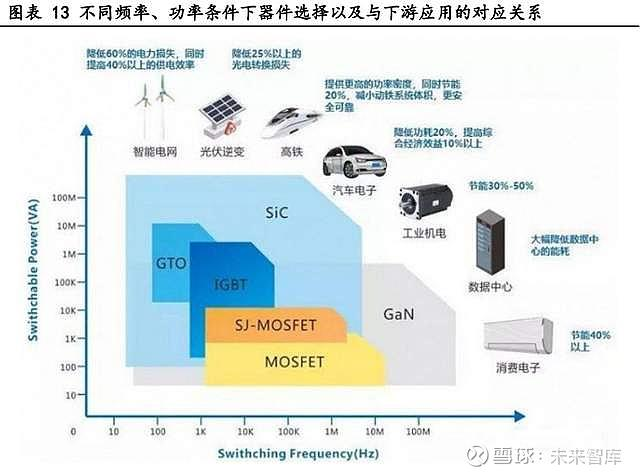 图表 13 不同频率、功率条件下器件选择以及与下游应用的对应关系
降低60%的电力损失，同时
提高40%以上的供电效率
降低25%以上的
光电转换损失
提供更高的功率密度，同时节能
20%，减小动铁系统体积，更安
全可靠
智能电网
光伏逆变
高铁
降低功耗20%，提高综
合经济效益10%以上
汽车电子
节能30%-50%
工业机电
大幅降低数据中
心的能耗
数据中心
节能40%
以上
消费电子
Swithchable Power(VA)
100M
10M
1M
100K
10K
1K
100
10
0
SiC
GTO
IGBT
SJ-MOSFET
MOSFET
GaN
10
100
1K
10K
100K
1M
10M
100M
Swithching Frequency(Hz)
雪球：未来智库